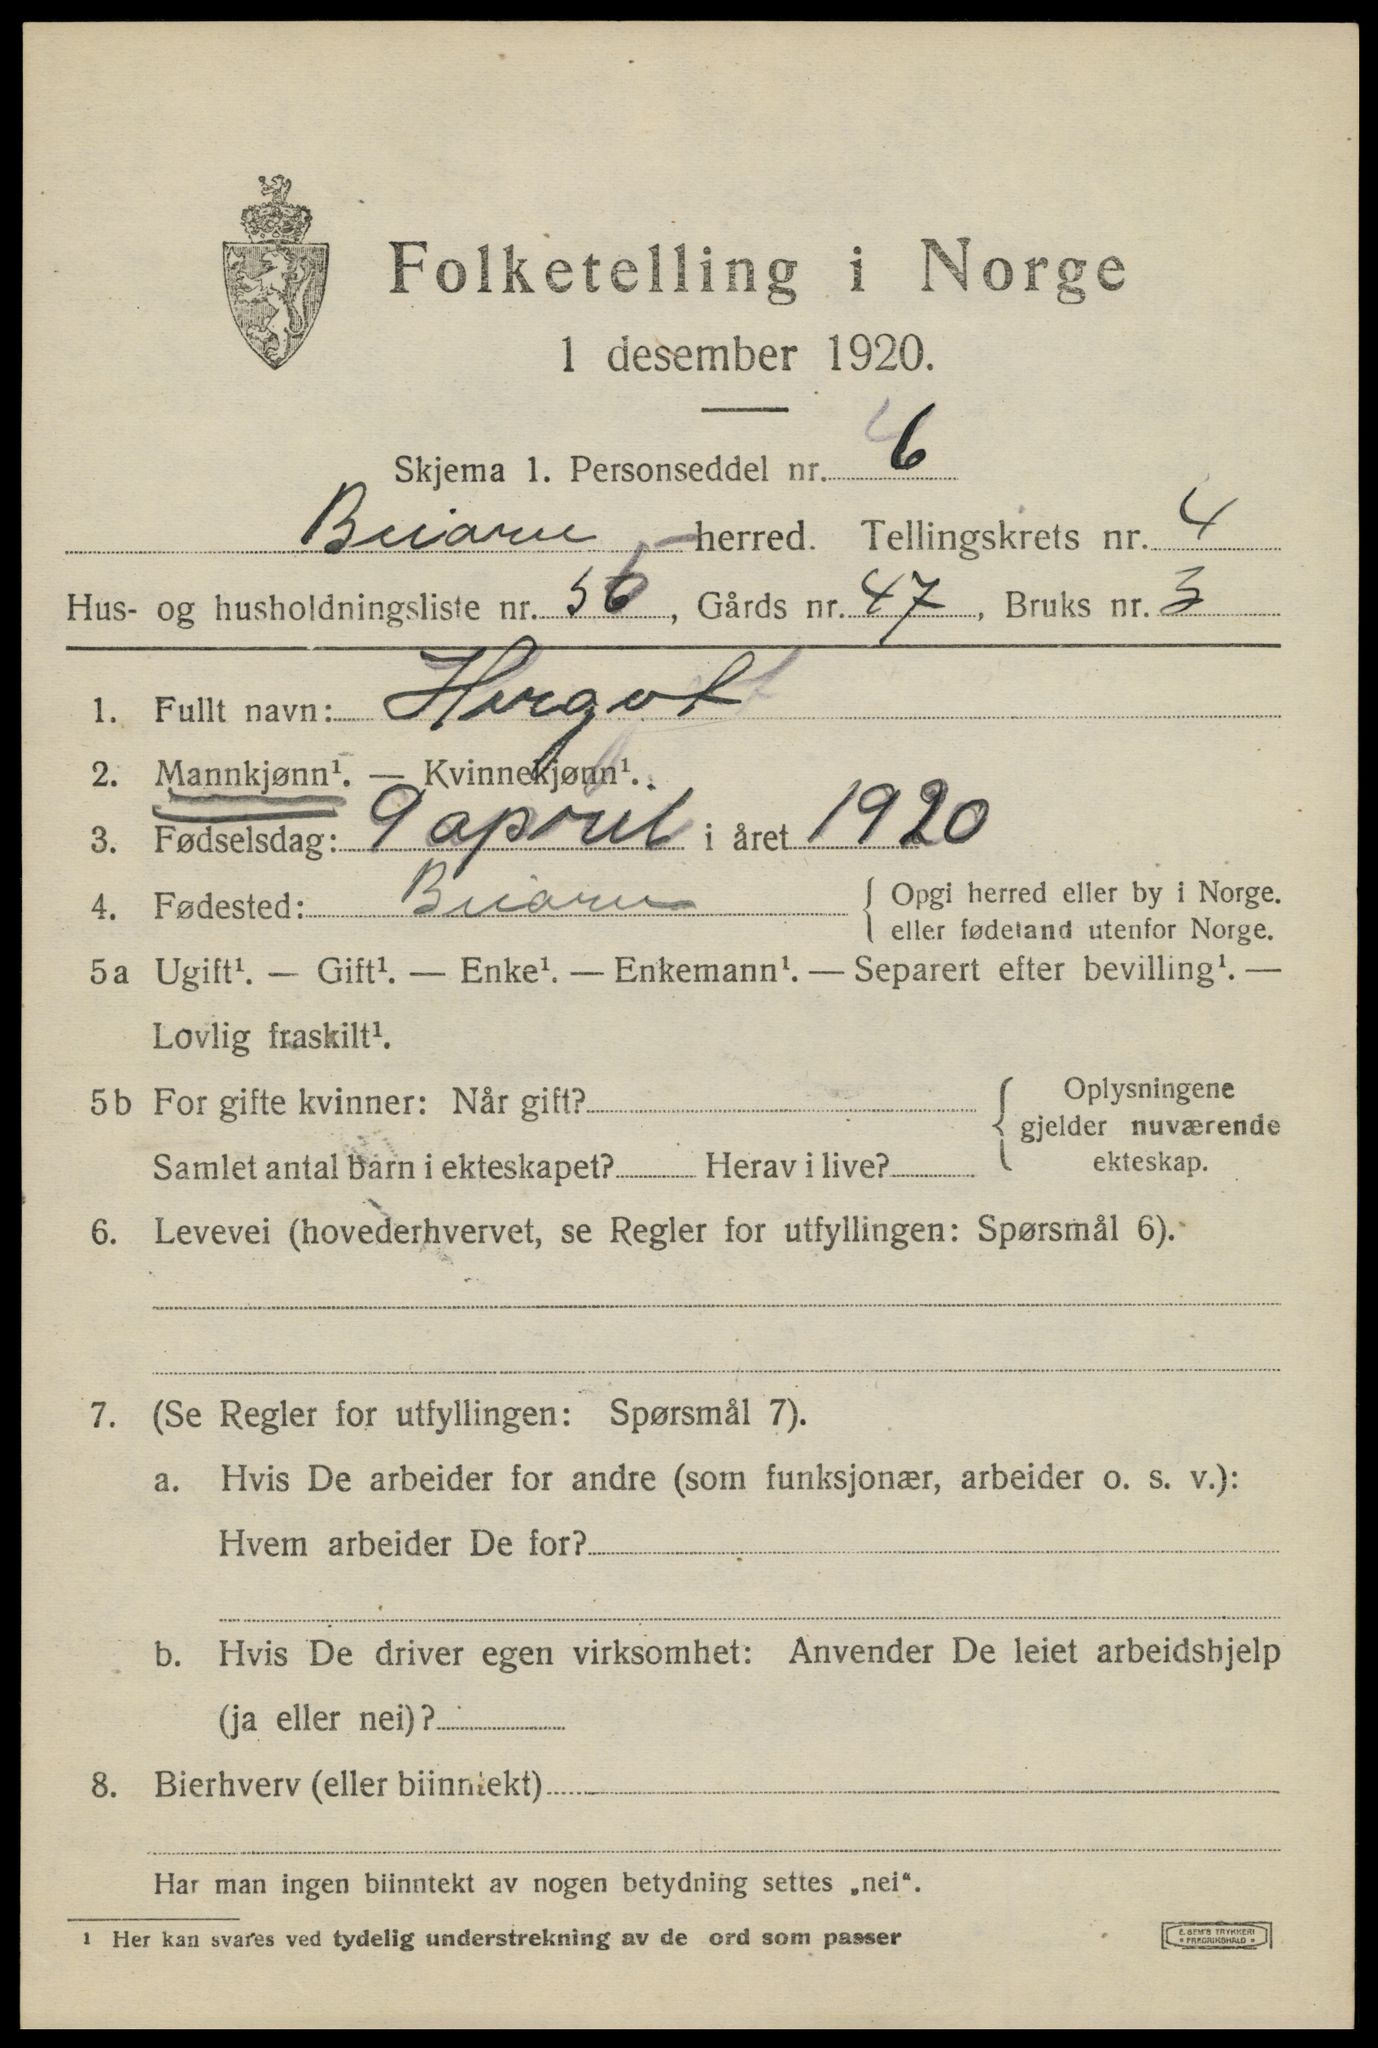 Folketelling i Norge
1 desember 1920.
Skjema 1. Personseddel nr. 6
Beiarn herred. Tellingskrets nr. 4
Hus- og husholdningsliste nr. 56, Gårds nr. 47, Bruks nr. 3
1. Fullt navn:
2. Mannkjønn¹. — Kvinnekjønn¹.
3. Fødselsdag: 9 april i året 1920
4. Fødested: Beiarn { Opgi herred eller by i Norge.
eller fødeland utenfor Norge.
5a Ugift¹. — Gift¹. — Enke¹. — Enkemann¹. — Separert efter bevilling¹. —
Lovlig fraskilt¹.
5b For gifte kvinner: Når gift? { Oplysningene
gjelder nuværende
ekteskap.
Samlet antal barn i ekteskapet? Herav i live?
6. Levevei (hovederhvervet, se Regler for utfyllingen: Spørsmål 6).
7. (Se Regler for utfyllingen: Spørsmål 7).
a. Hvis De arbeider for andre (som funksjonær, arbeider o. s. v.):
Hvem arbeider De for?
b. Hvis De driver egen virksomhet: Anvender De leiet arbeidshjelp
(ja eller nei)?
8. Bierhverv (eller biinntekt)
Har man ingen biinntekt av nogen betydning settes „nei“.
¹ Her kan svares ved tydelig understrekning av de ord som passer
E. SEM'S TRYKKERI
FREDRIKSHALD